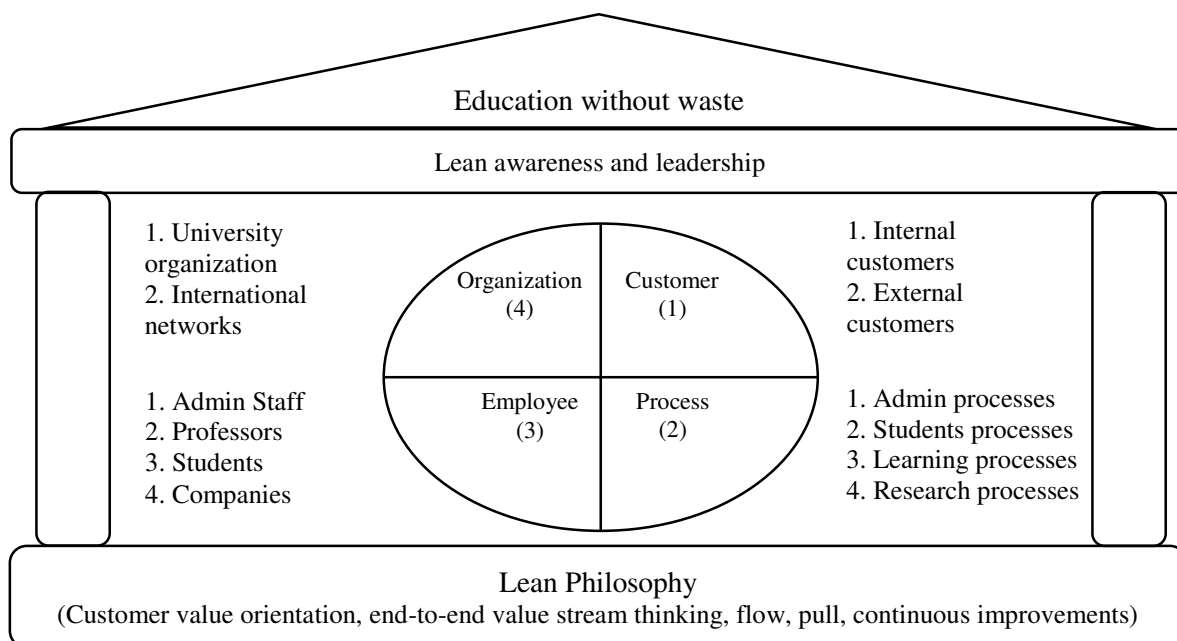 Education without waste
Lean awareness and leadership
1. University
organization
2. International
networks
Organization
(4)
Customer
(1)
1. Internal
customers
2. External
customers
1. Admin Staff
2. Professors
3. Students
4. Companies
Employee
(3)
Process
(2)
1. Admin processes
2. Students processes
3. Learning processes
4. Research processes
Lean Philosophy
(Customer value orientation, end-to-end value stream thinking, flow, pull, continuous improvements)